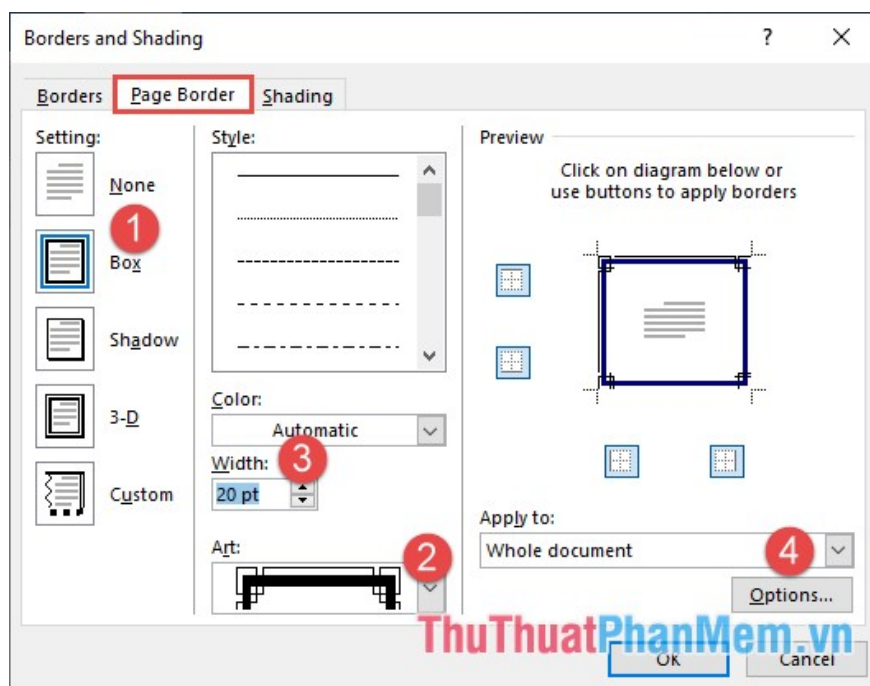 Borders and Shading
?
Borders
Page Border
Shading
Setting:
None
1
Box
Shadow
3-D
Custom
Style:
Color:
Automatic
Width:
3
20 pt
Art:
2
Preview
Click on diagram below or
use buttons to apply borders
Apply to:
Whole document
4
Options...
ThuThuatPhanMem.vn
OK
Cancel